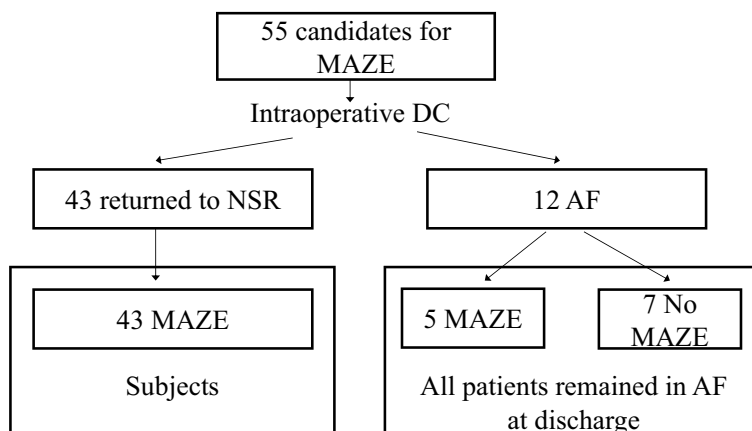 55 candidates for
MAZE
Intraoperative DC
43 returned to NSR
12 AF
43 MAZE
5 MAZE
7 No
MAZE
Subjects
All patients remained in AF
at discharge